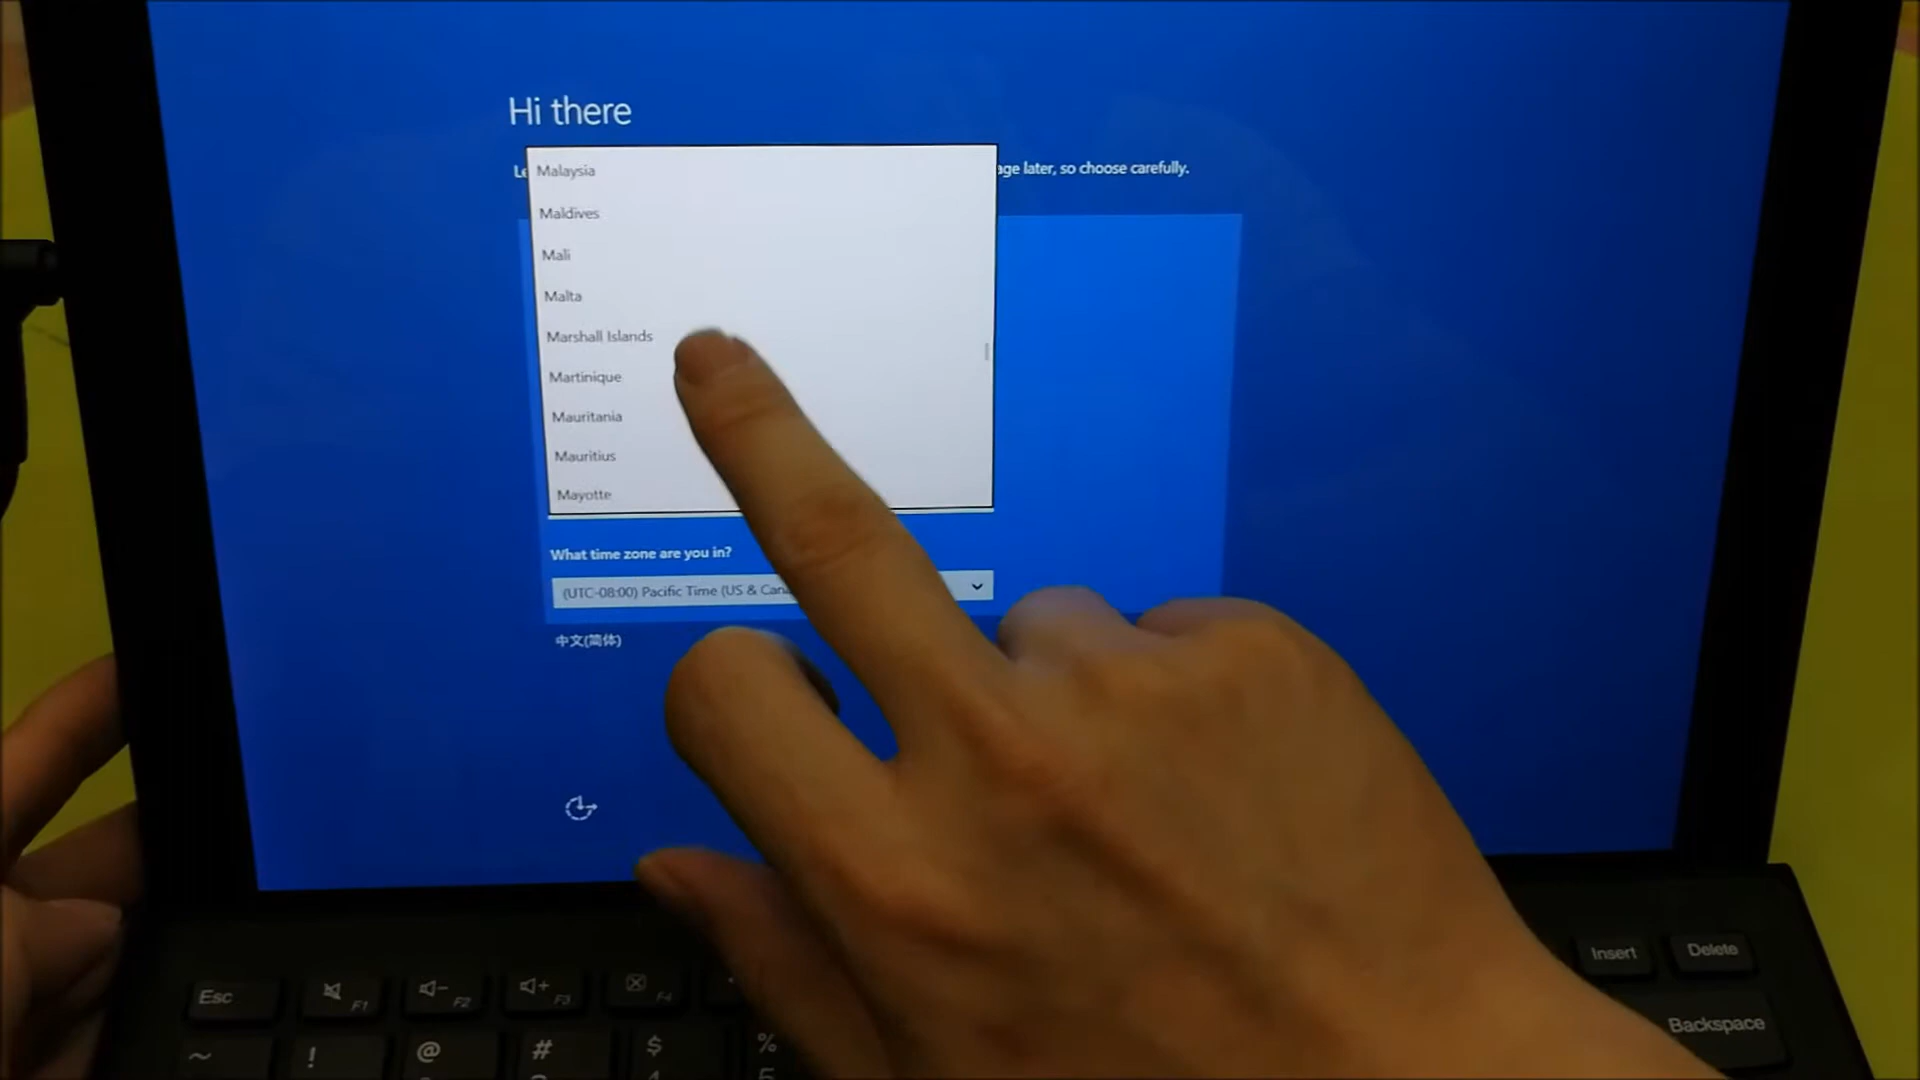 Hi there
age later, so choose carefully.
Malaysia
Maldives
Mali
Malta
Marshall Islands
Martinique
Mauritania
Mauritius
Mayotte
What time zone are you in?
(UTC-08:00) Pacific Time (US &
中文(简体)
Insert Delete
Esc F1 F2 F3 F4
Backspace
~ ! @ # $ %